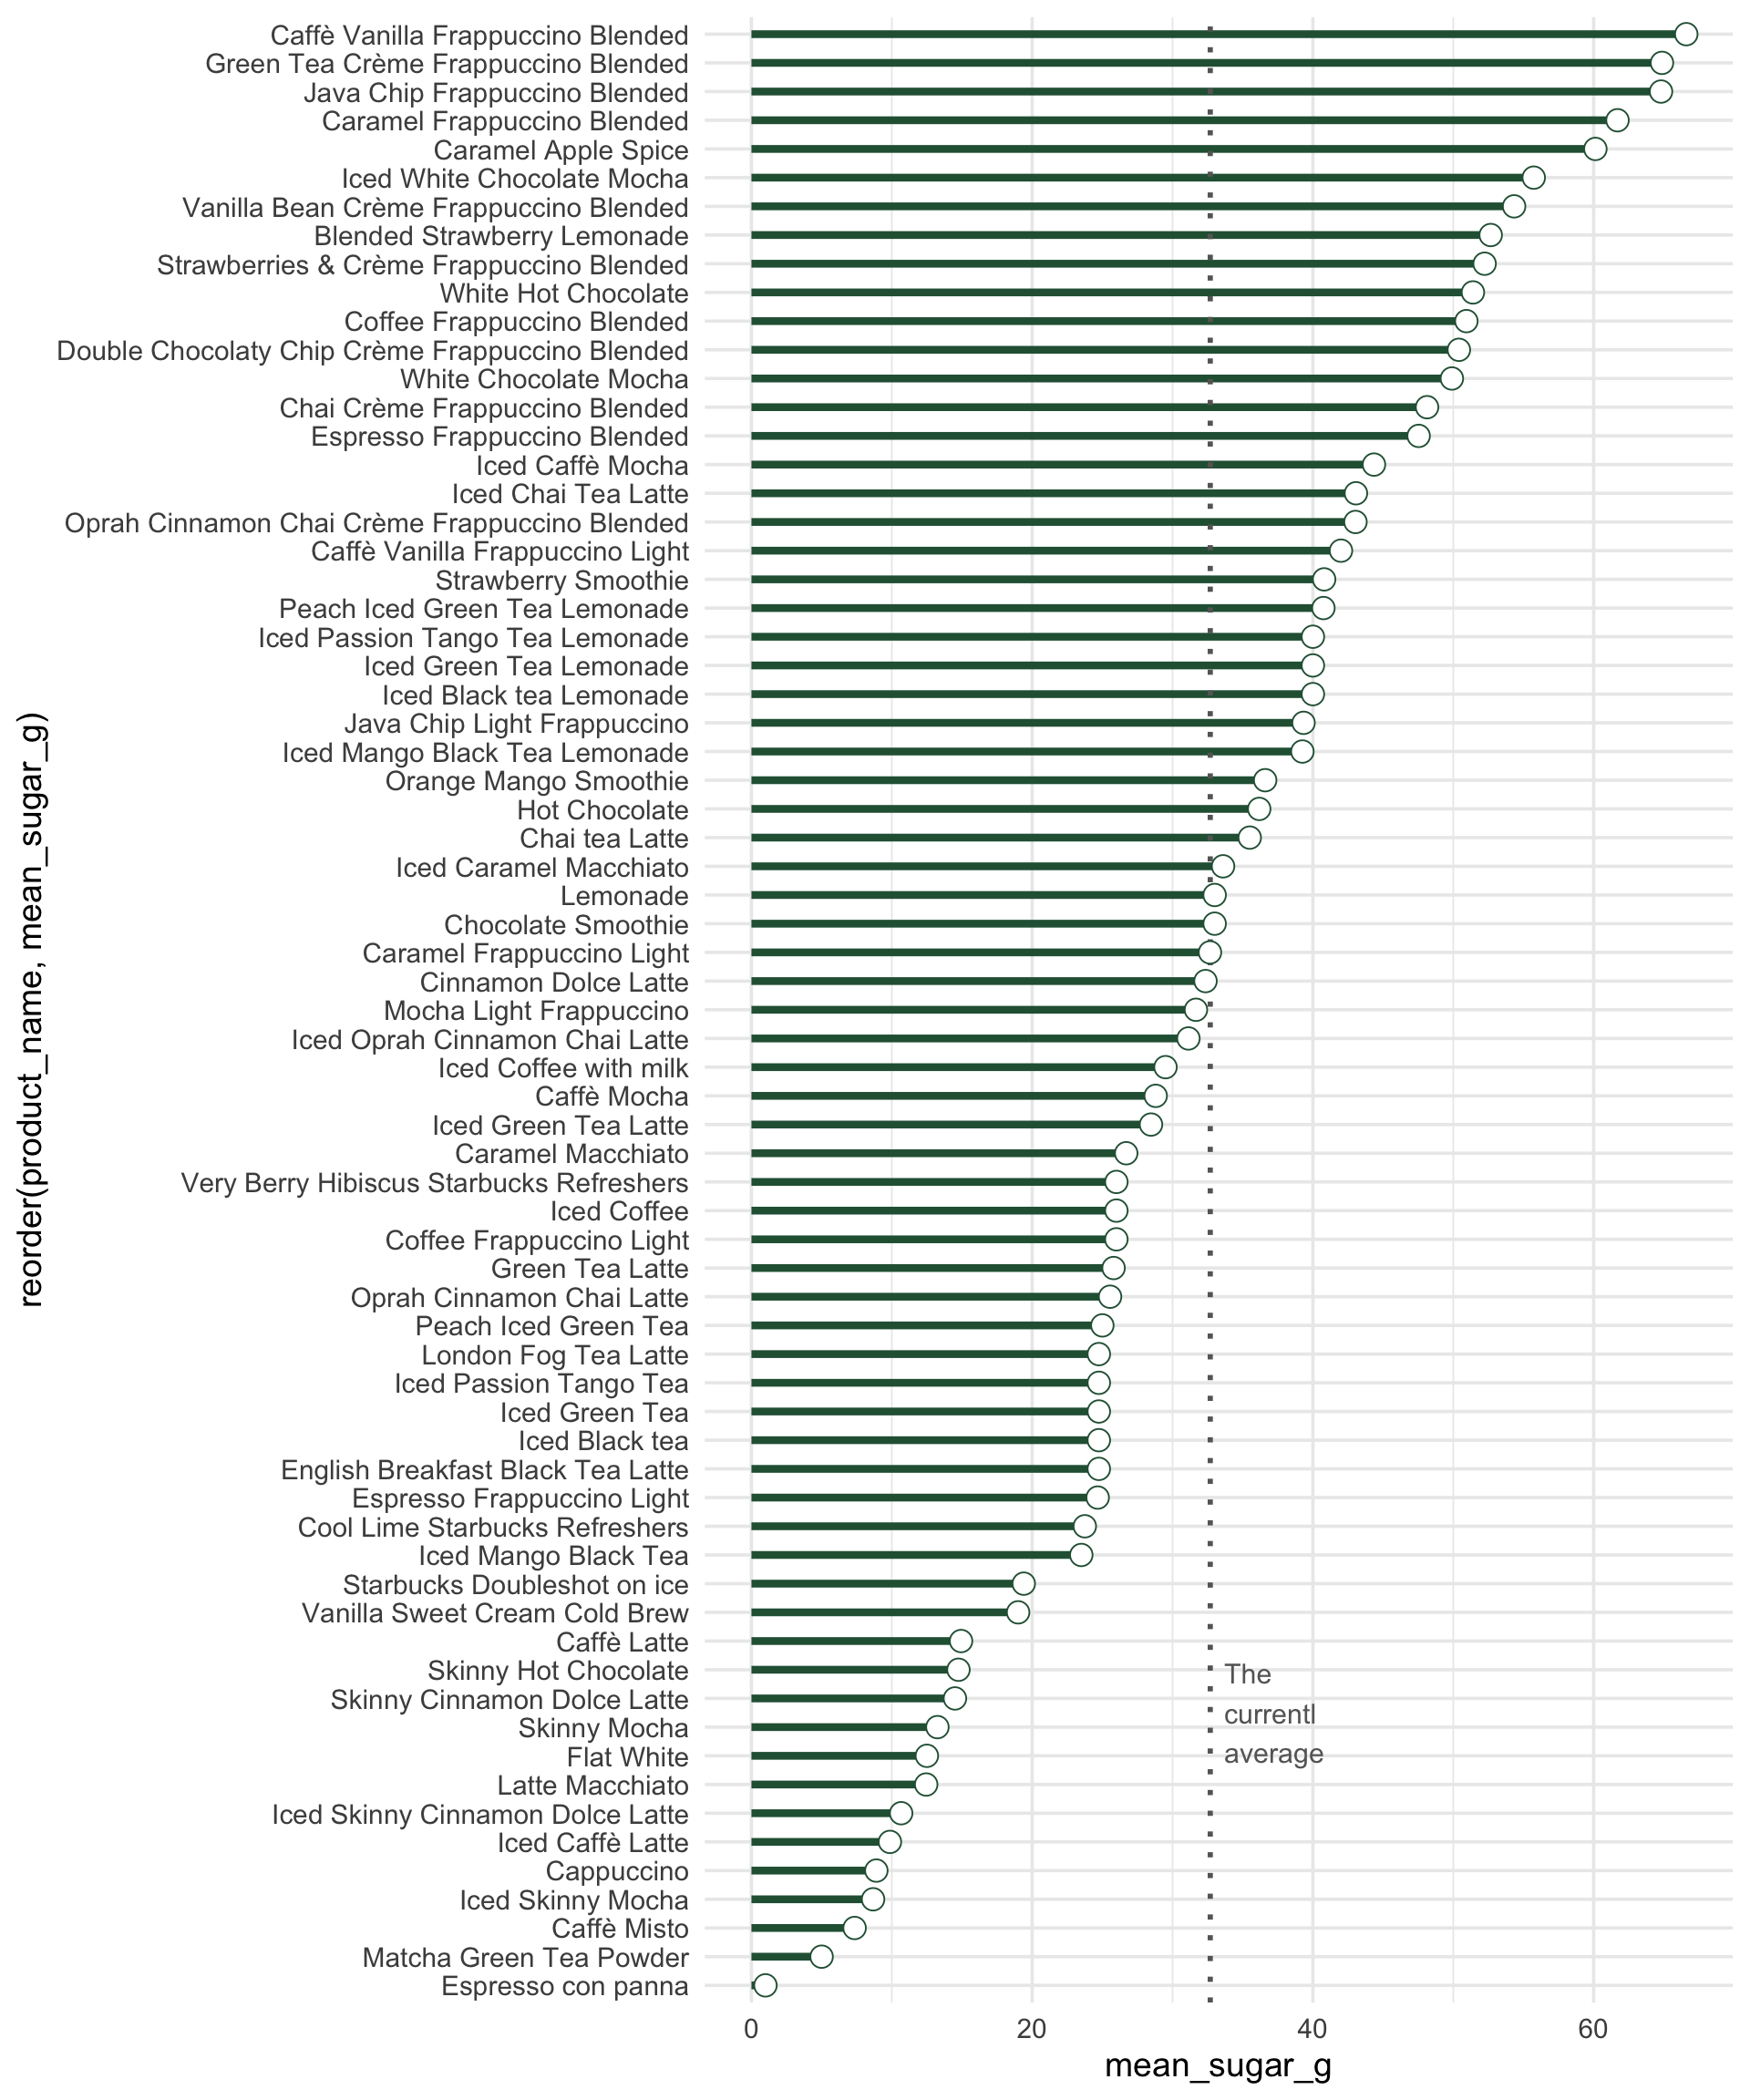 Caffè Vanilla Frappuccino Blended
Green Tea Crème Frappuccino Blended
Java Chip Frappuccino Blended
Caramel Frappuccino Blended
Caramel Apple Spice
Iced White Chocolate Mocha
Vanilla Bean Crème Frappuccino Blended
Blended Strawberry Lemonade
Strawberries & Crème Frappuccino Blended
White Hot Chocolate
Coffee Frappuccino Blended
Double Chocolaty Chip Crème Frappuccino Blended
White Chocolate Mocha
Chai Crème Frappuccino Blended
Espresso Frappuccino Blended
Iced Caffè Mocha
Iced Chai Tea Latte
Oprah Cinnamon Chai Crème Frappuccino Blended
Caffè Vanilla Frappuccino Light
Strawberry Smoothie
Peach Iced Green Tea Lemonade
Iced Passion Tango Tea Lemonade
Iced Green Tea Lemonade
Iced Black tea Lemonade
Java Chip Light Frappuccino
Iced Mango Black Tea Lemonade
Orange Mango Smoothie
Hot Chocolate
Chai tea Latte
Iced Caramel Macchiato
Lemonade
Chocolate Smoothie
Caramel Frappuccino Light
Cinnamon Dolce Latte
Mocha Light Frappuccino
Iced Oprah Cinnamon Chai Latte
Iced Coffee with milk
Caffè Mocha
Iced Green Tea Latte
Caramel Macchiato
Very Berry Hibiscus Starbucks Refreshers
Iced Coffee
Coffee Frappuccino Light
Green Tea Latte
Oprah Cinnamon Chai Latte
Peach Iced Green Tea
London Fog Tea Latte
Iced Passion Tango Tea
Iced Green Tea
Iced Black tea
English Breakfast Black Tea Latte
Espresso Frappuccino Light
Cool Lime Starbucks Refreshers
Iced Mango Black Tea
Starbucks Doubleshot on ice
Vanilla Sweet Cream Cold Brew
Caffè Latte
Skinny Hot Chocolate
Skinny Cinnamon Dolce Latte
Skinny Mocha
Flat White
Latte Macchiato
Iced Skinny Cinnamon Dolce Latte
Iced Caffè Latte
Cappuccino
Iced Skinny Mocha
Caffè Misto
Matcha Green Tea Powder
Espresso con panna
reorder(product_name, mean_sugar_g)
The
currentl
average
0 20 40 60
mean_sugar_g